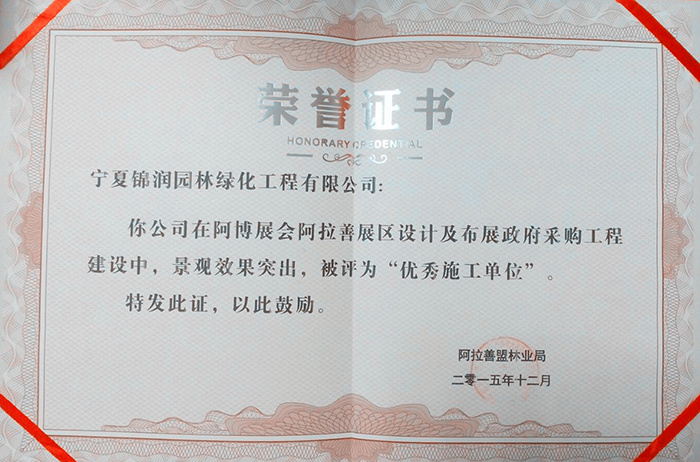 荣誉证书
HONORARY CREDENTIAL
宁夏锦润园林绿化工程有限公司:
你公司在阿博展会阿拉善展区设计及布展政府采购工程
建设中，景观效果突出，被评为“优秀施工单位”。
特发此证，以此鼓励。
阿拉善盟林业局
二零一五年十二月